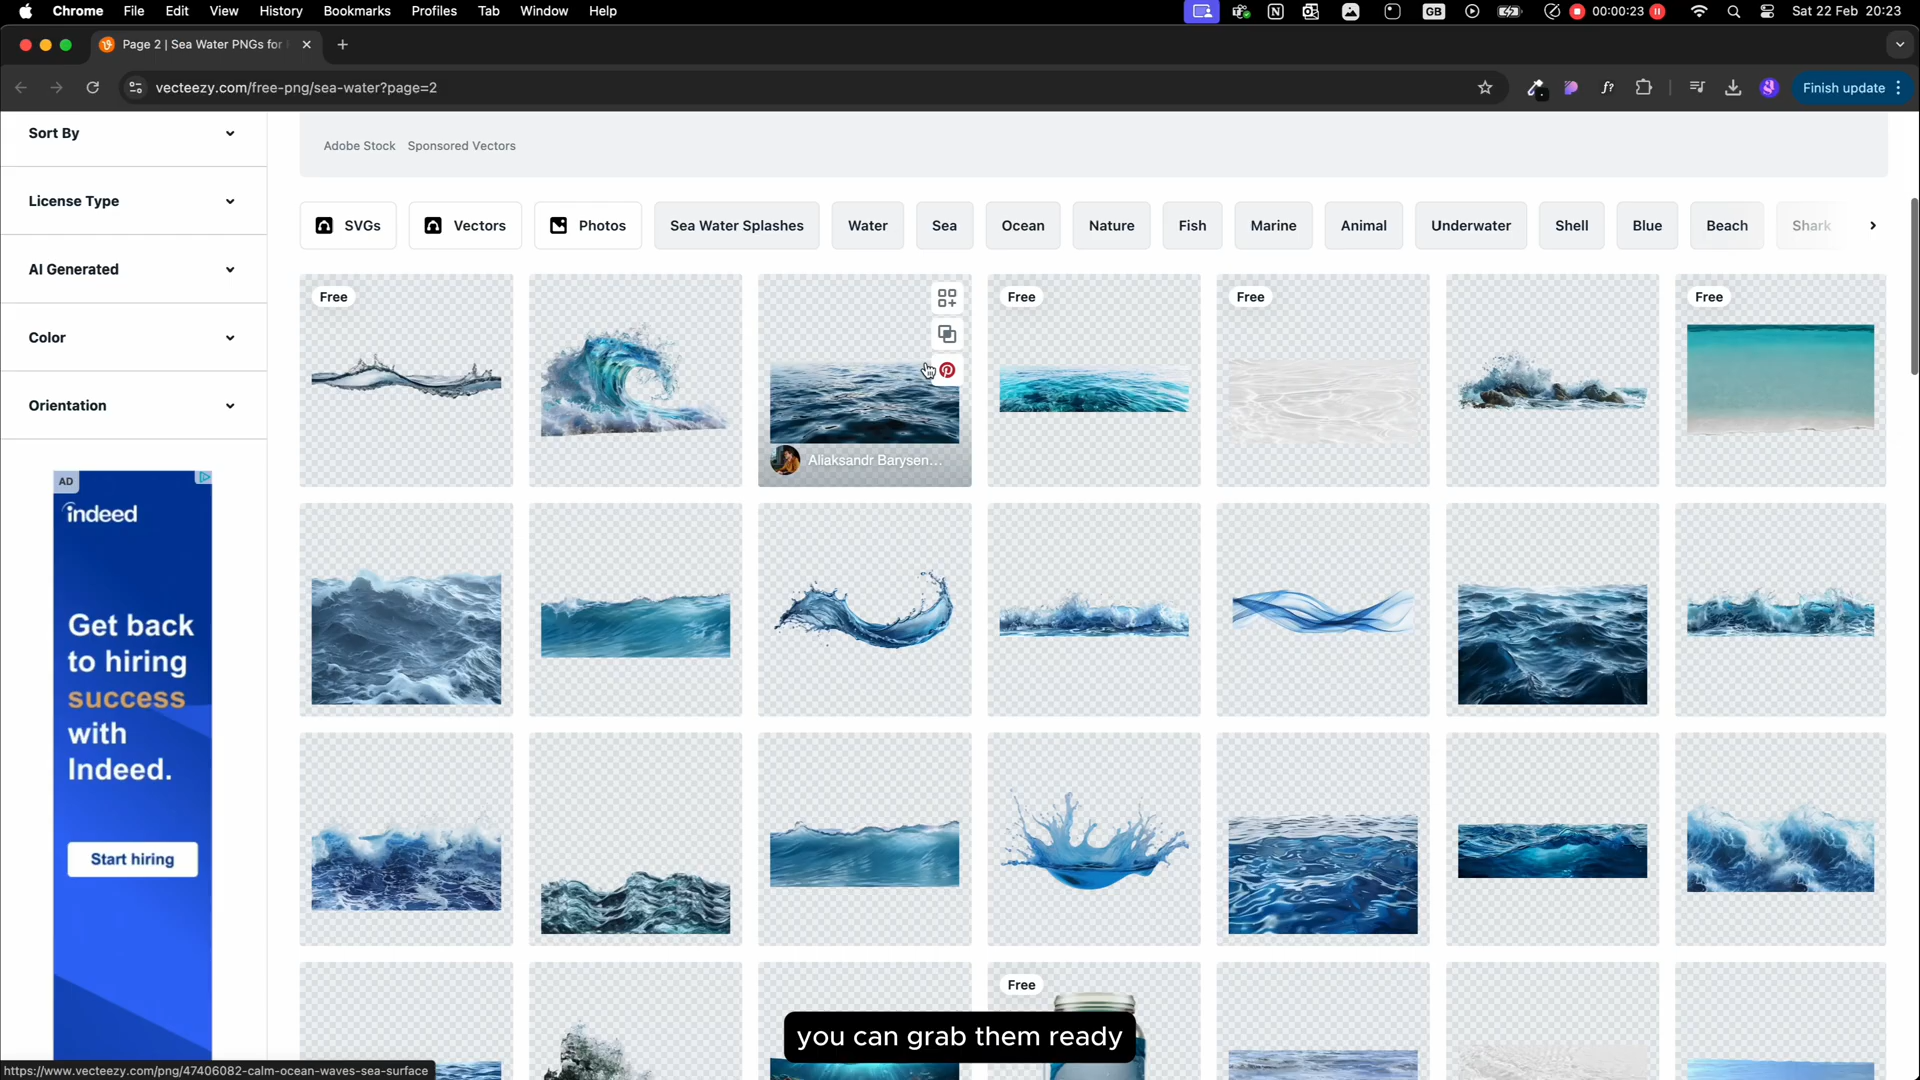 Chrome File Edit View History Bookmarks Profiles Tab Window Help
GB
00:00:23
Sat 22 Feb 20:23
Page 2 | Sea Water PNGs for
vecteezy.com/free-png/sea-water?page=2
Finish update
Sort By
License Type
AI Generated
Color
Orientation
Adobe Stock Sponsored Vectors
SVGs Vectors Photos Sea Water Splashes Water Sea Ocean Nature Fish Marine Animal Underwater Shell Blue Beach Shark
Free
Free
Free
Free
Aliaksandr Barysen...
AD
indeed
Get back
to hiring
success
with
Indeed.
Start hiring
Free
you can grab them ready
https://www.vecteezy.com/png/47406082-calm-ocean-waves-sea-surface